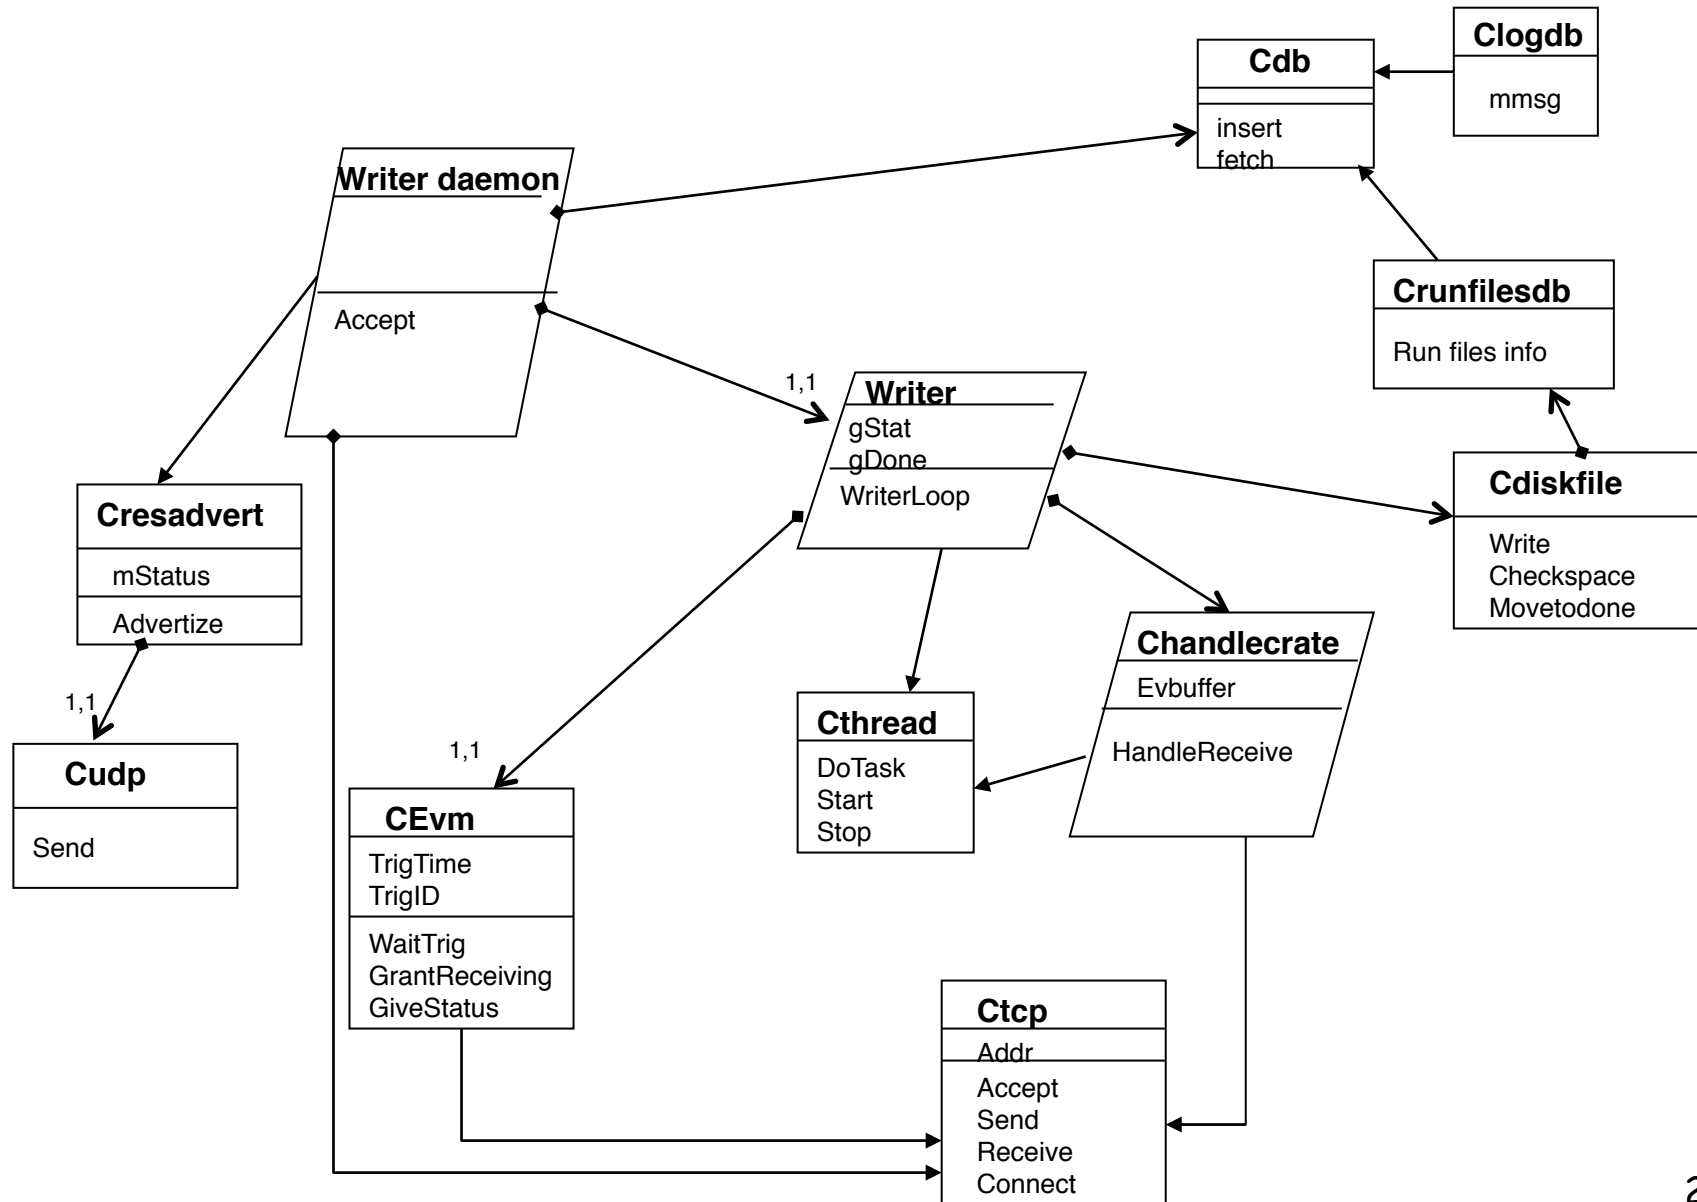 Clogdb
mmsg
Cdb
insert
fetch
Writer daemon
Accept
Crunfilesdb
Run files info
1,1
Writer
gStat
gDone
WriterLoop
Cdiskfile
Write
Checkspace
Movetodone
Cresadvert
mStatus
Advertize
Chandlecrate
Evbuffer
HandleReceive
1,1
Cudp
Send
Cthread
DoTask
Start
Stop
1,1
CEvm
TrigTime
TrigID
WaitTrig
GrantReceiving
GiveStatus
Ctcp
Addr
Accept
Send
Receive
Connect
2